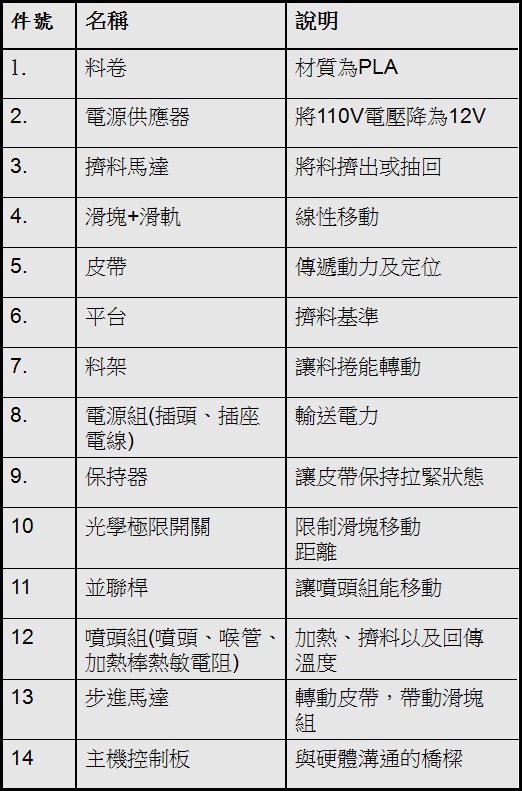 件號 名稱 說明
1. 料卷 材質為PLA
2. 電源供應器 將110V電壓降為12V
3. 擠料馬達 將料擠出或抽回
4. 滑塊+滑軌 線性移動
5. 皮帶 傳遞動力及定位
6. 平台 擠料基準
7. 料架 讓料捲能轉動
8. 電源組(插頭、插座 輸送電力
電線)
9. 保持器 讓皮帶保持拉緊狀態
10 光學極限開關 限制滑塊移動
距離
11 並聯桿 讓噴頭組能移動
12 噴頭組(噴頭、喉管、 加熱、擠料以及回傳
加熱棒熱敏電阻) 溫度
13 步進馬達 轉動皮帶，帶動滑塊
組
14 主機控制板 與硬體溝通的橋樑